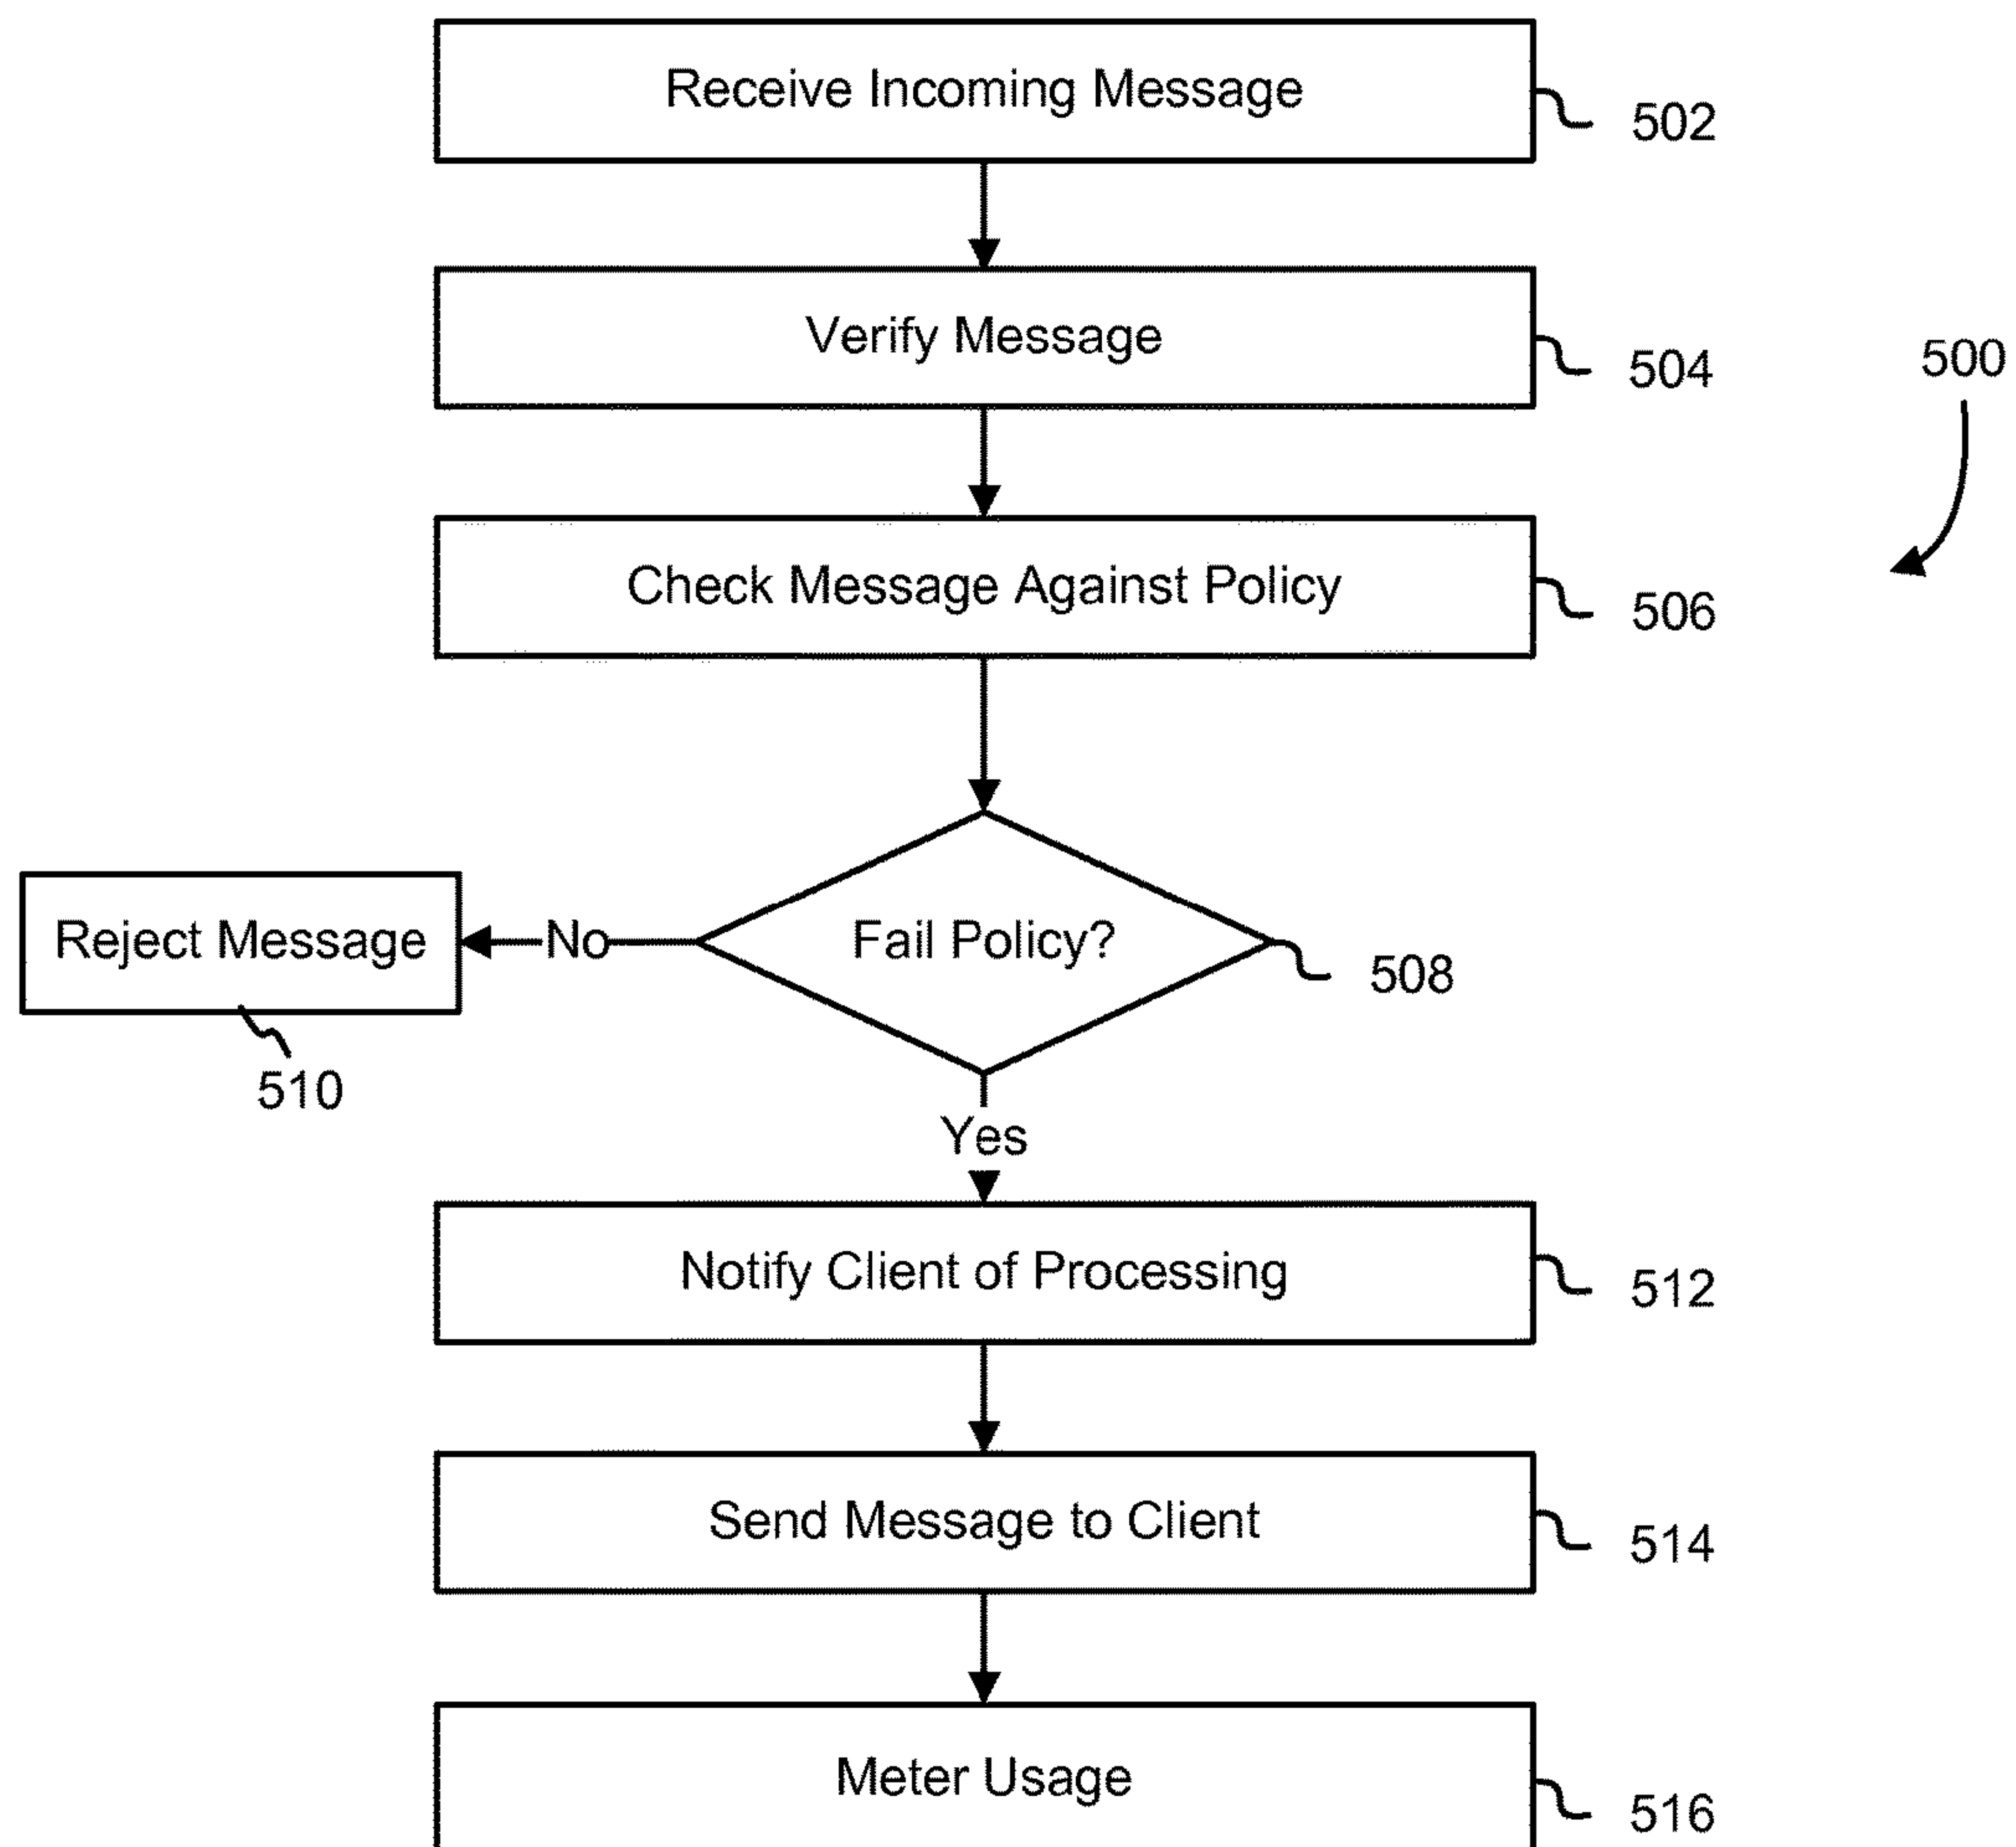 Receive Incoming Message
502
Verify Message
504
500
Check Message Against Policy
506
Fail Policy?
508
No
Reject Message
510
Yes
Notify Client of Processing
512
Send Message to Client
514
Meter Usage
516